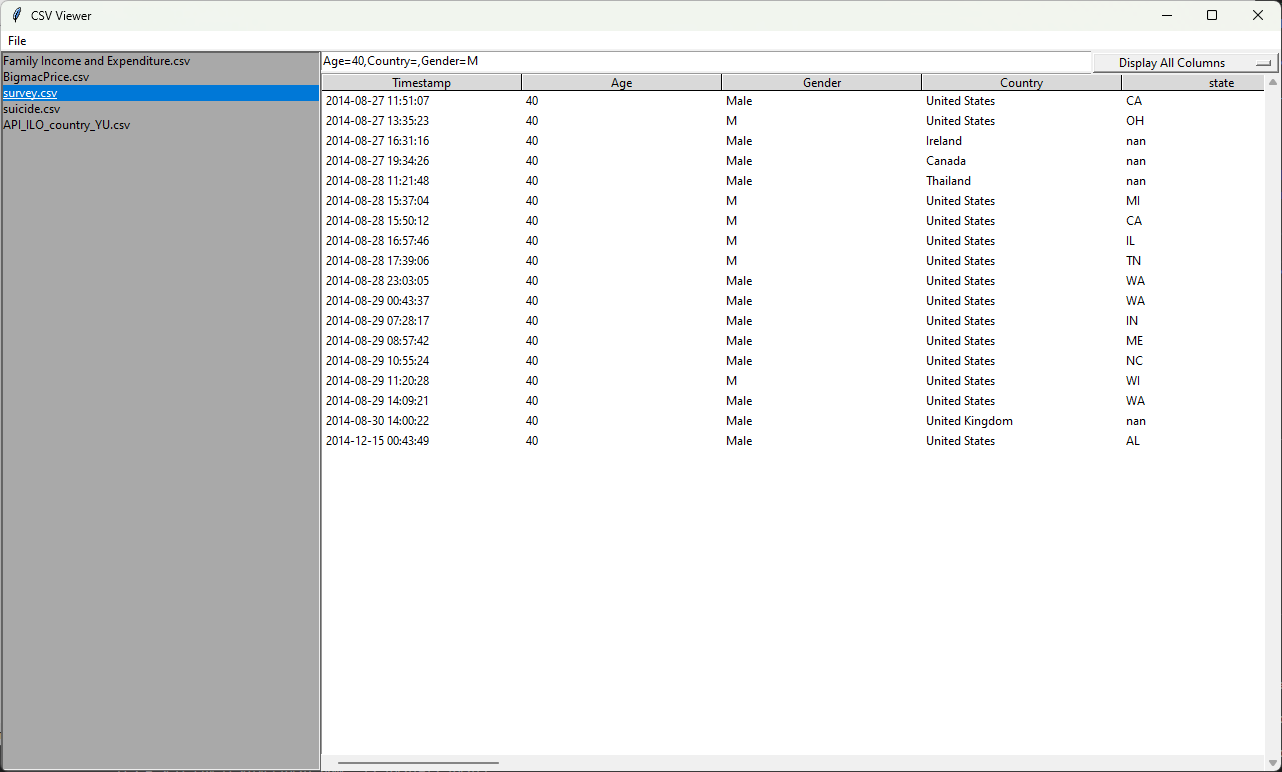 CSV Viewer
File
Family Income and Expenditure.csv
BigmacPrice.csv
survey.csv
suicide.csv
API_ILO_country_YU.csv
Age=40,Country=,Gender=M Display All Columns
Timestamp Age Gender Country state
2014-08-27 11:51:07 40 Male United States CA
2014-08-27 13:35:23 40 M United States OH
2014-08-27 16:31:16 40 Male Ireland nan
2014-08-27 19:34:26 40 Male Canada nan
2014-08-28 11:21:48 40 Male Thailand nan
2014-08-28 15:37:04 40 M United States MI
2014-08-28 15:50:12 40 M United States CA
2014-08-28 16:57:46 40 M United States IL
2014-08-28 17:39:06 40 M United States TN
2014-08-28 23:03:05 40 Male United States WA
2014-08-29 00:43:37 40 Male United States WA
2014-08-29 07:28:17 40 Male United States IN
2014-08-29 08:57:42 40 Male United States ME
2014-08-29 10:55:24 40 Male United States NC
2014-08-29 11:20:28 40 M United States WI
2014-08-29 14:09:21 40 Male United States WA
2014-08-30 14:00:22 40 Male United Kingdom nan
2014-12-15 00:43:49 40 Male United States AL